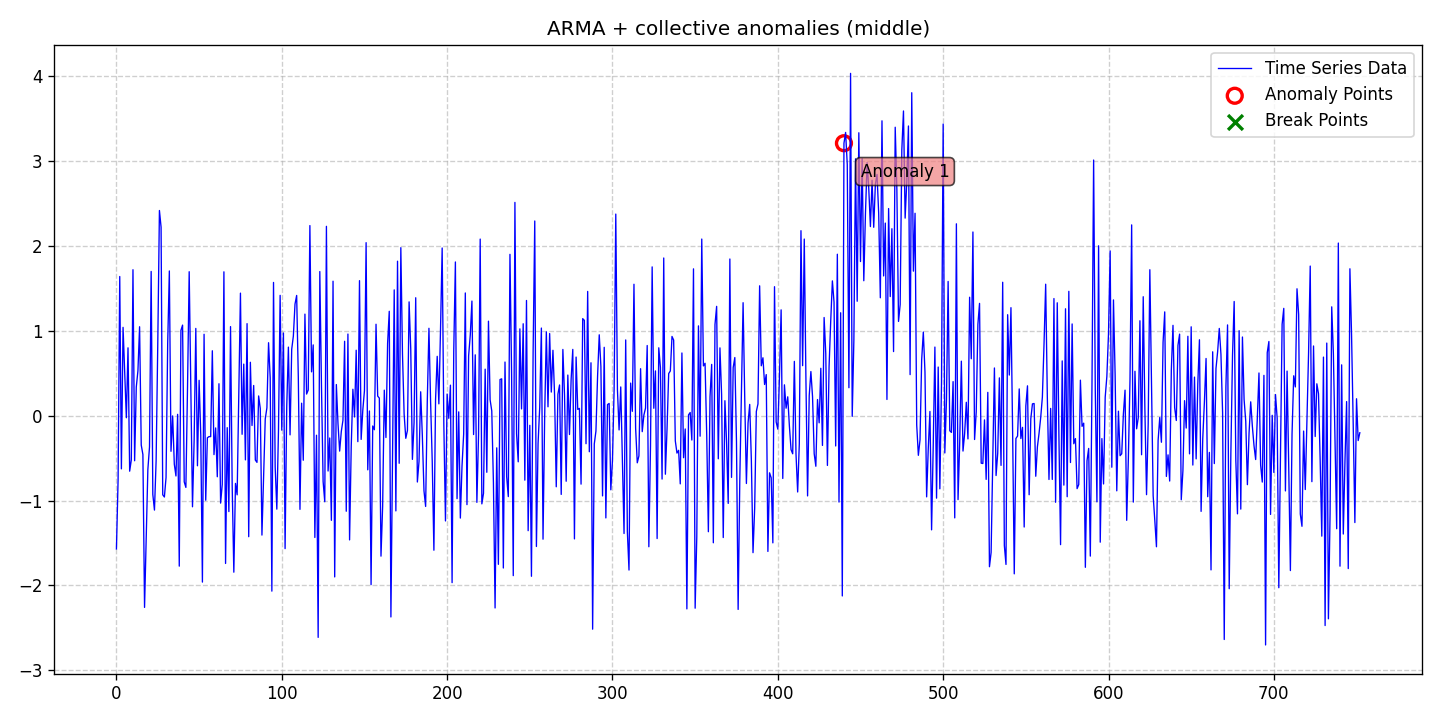 ARMA + collective anomalies (middle)
Time Series Data
Anomaly Points
Break Points
Anomaly 1
4
3
2
1
0
−1
−2
−3
0 100 200 300 400 500 600 700